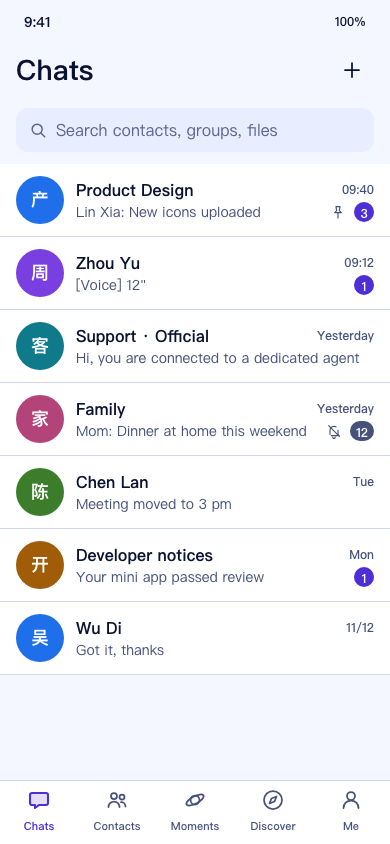 9:41
100%
Chats
Search contacts, groups, files
产
Product Design
09:40
Lin Xia: New icons uploaded
3
周
Zhou Yu
09:12
[Voice] 12"
1
客
Support · Official
Yesterday
Hi, you are connected to a dedicated agent
家
Family
Yesterday
Mom: Dinner at home this weekend
12
陈
Chen Lan
Tue
Meeting moved to 3 pm
开
Developer notices
Mon
Your mini app passed review
1
吴
Wu Di
11/12
Got it, thanks
Chats
Contacts
Moments
Discover
Me